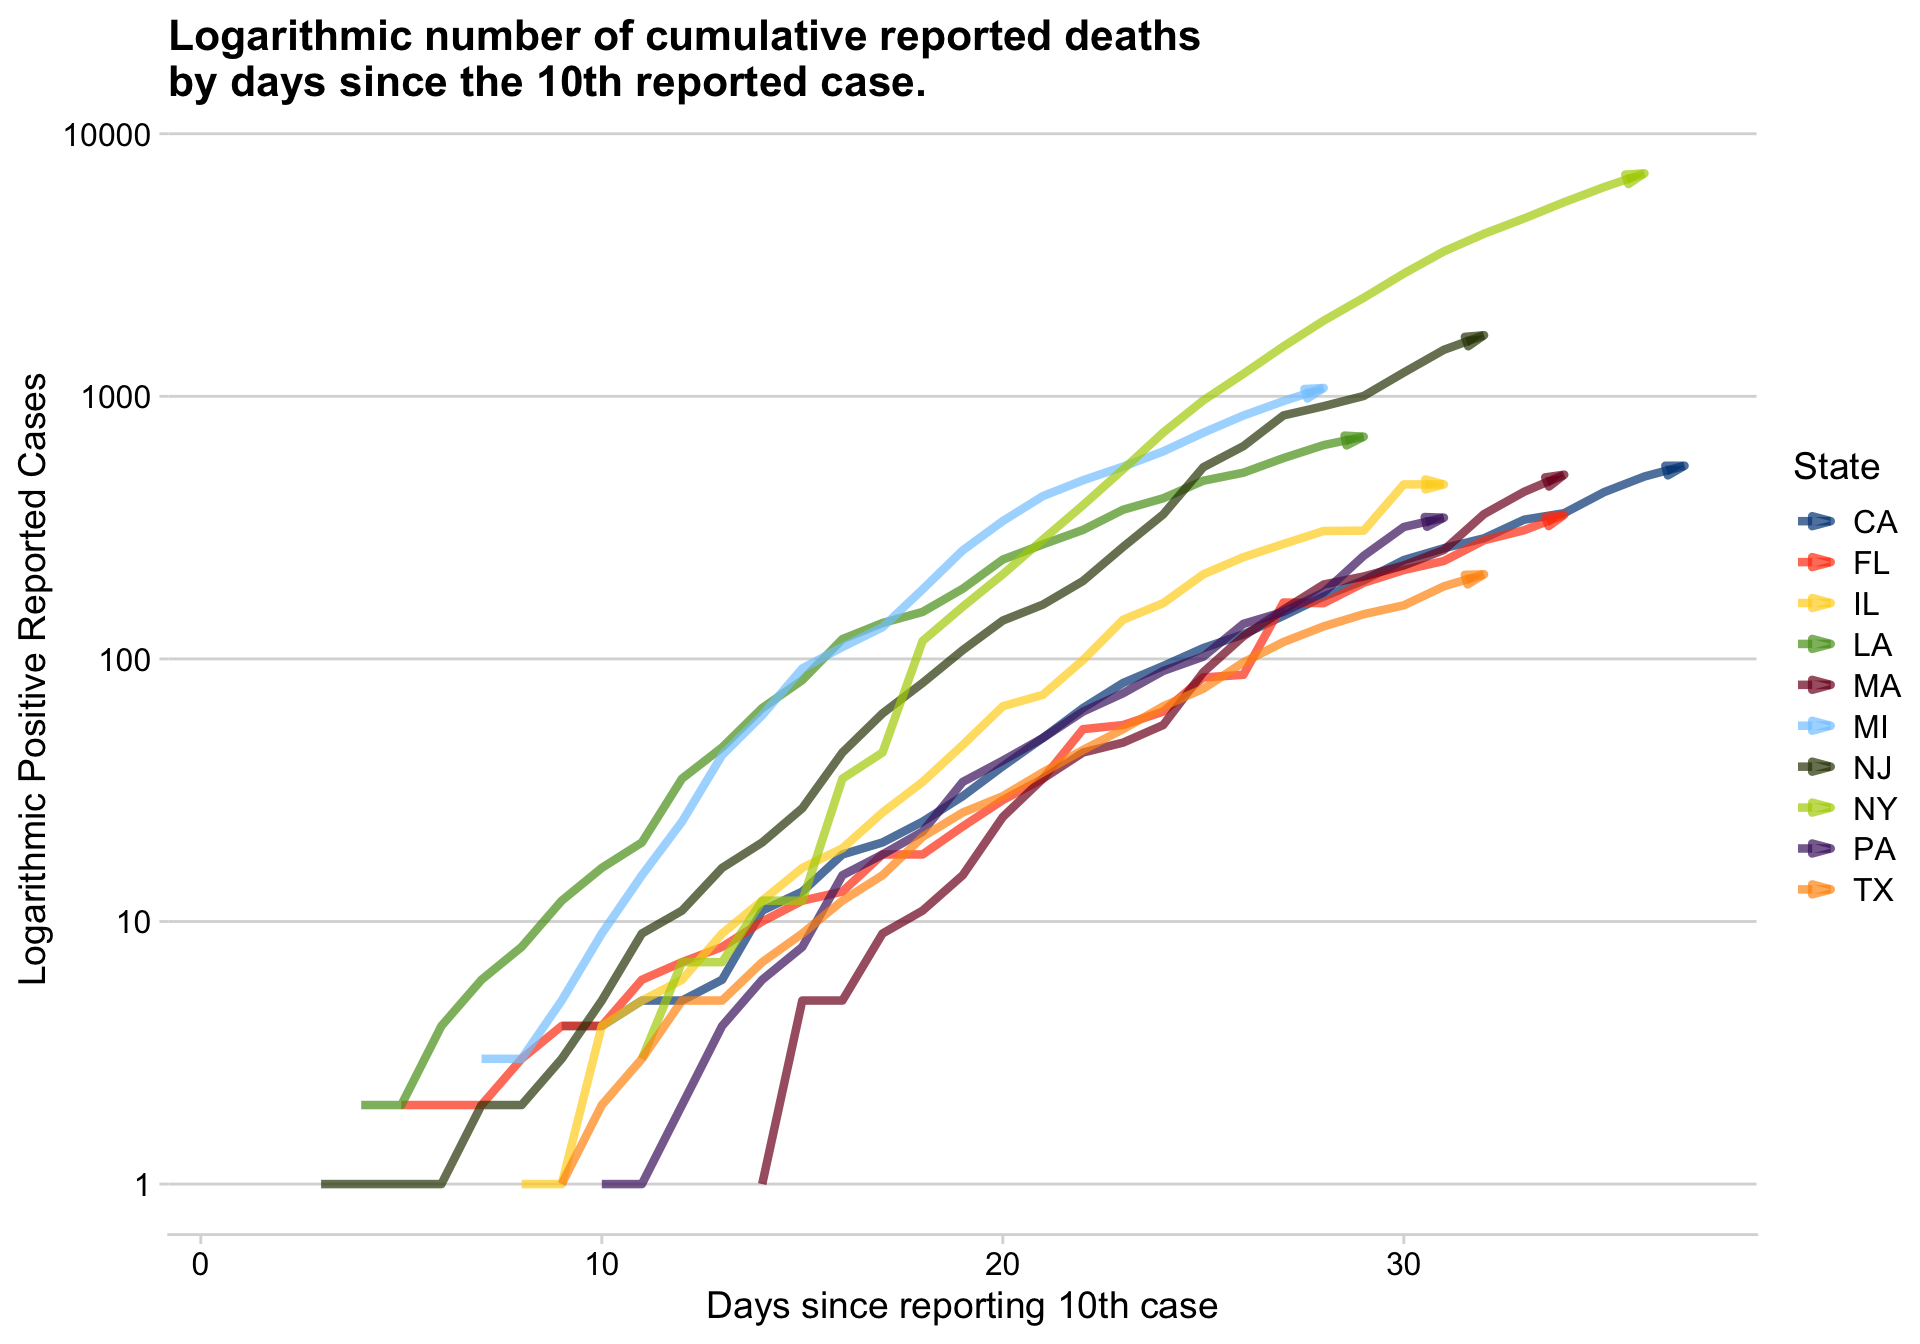 Logarithmic number of cumulative reported deaths
by days since the 10th reported case.
10000
1000
100
10
1
Logarithmic Positive Reported Cases
0
10
20
30
Days since reporting 10th case
State
CA
FL
IL
LA
MA
MI
NJ
NY
PA
TX